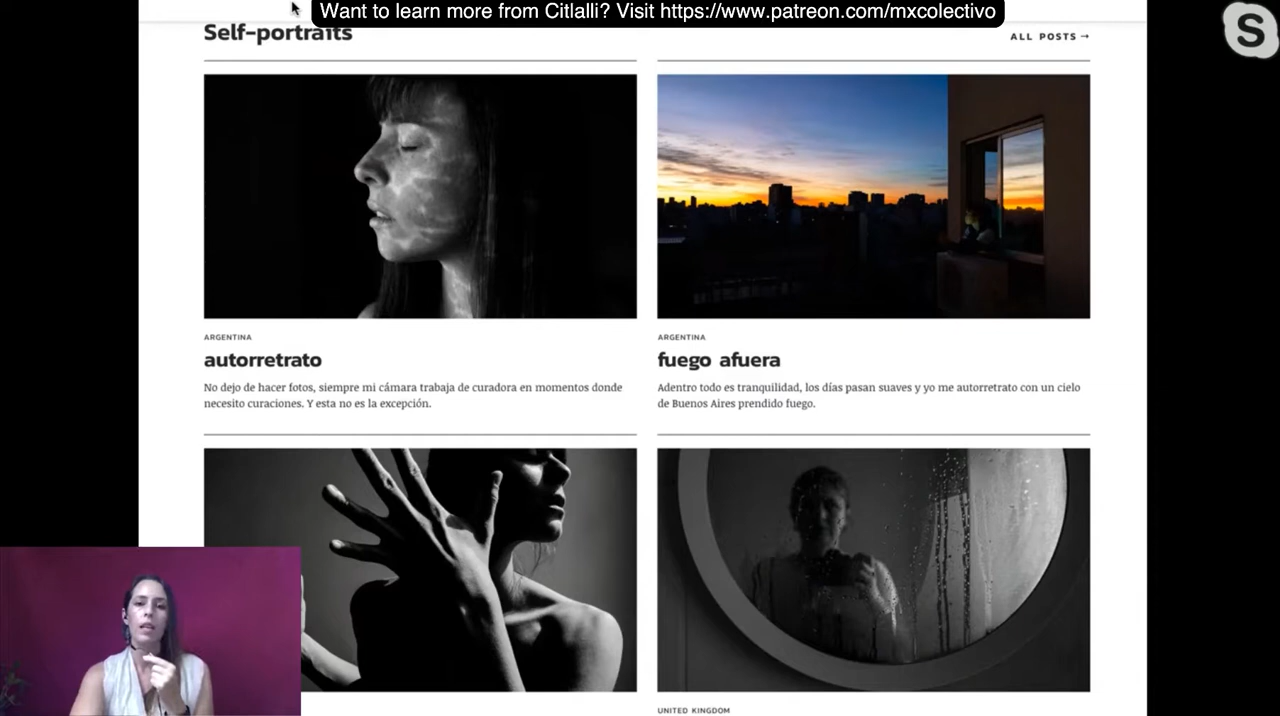 Want to learn more from Citlalli? Visit https://www.patreon.com/mxcolectivo
S
Self-portraits
ALL POSTS →
ARGENTINA
autorretrato
No dejo de hacer fotos, siempre mi cámara trabaja de curadora en momentos donde
necesito curaciones. Y esta no es la excepción.
ARGENTINA
fuego afuera
Adentro todo es tranquilidad, los días pasan suaves y yo me autorretrato con un cielo
de Buenos Aires prendido fuego.
UNITED KINGDOM